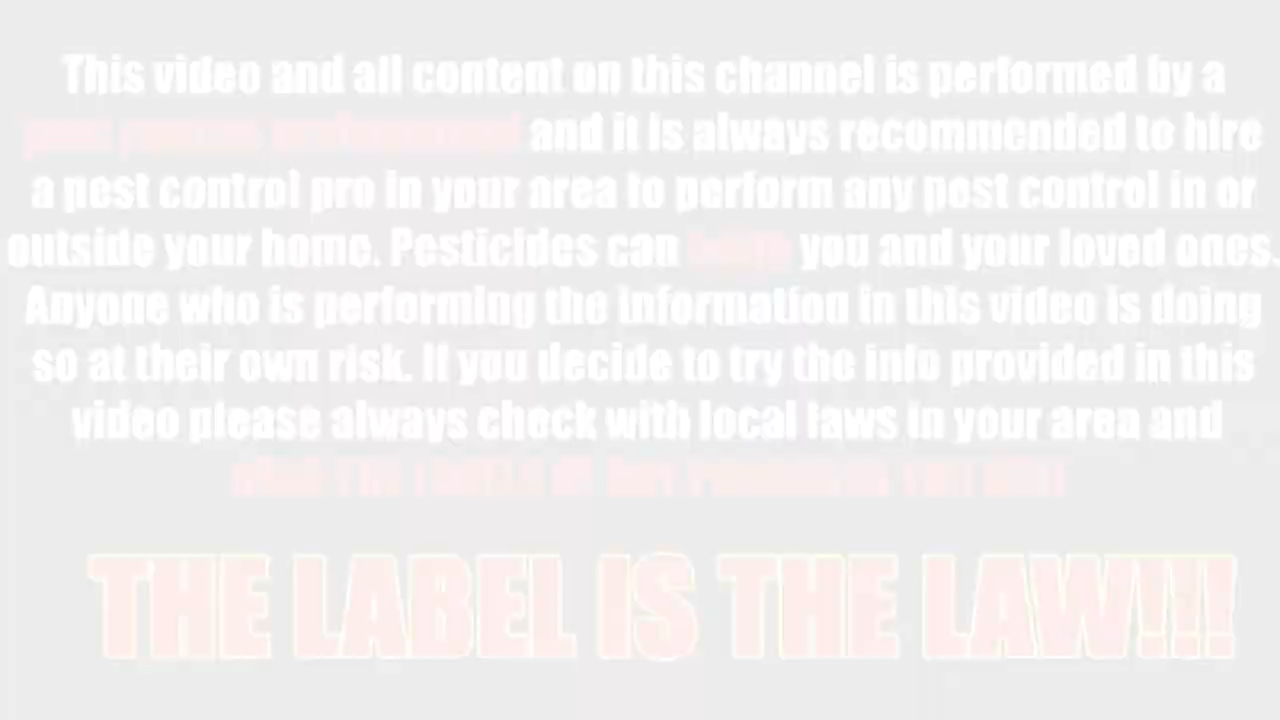 This video and all content on this channel is performed by a
and it is always recommended to hire
a pest control pro in your area to perform any pest control in or
outside your home. Pesticides can you and your loved ones.
Anyone who is performing the information in this video is doing
so at their own risk. If you decide to try the info provided in this
video please always check with local laws in your area and
THE LABEL IS THE LAW!!!